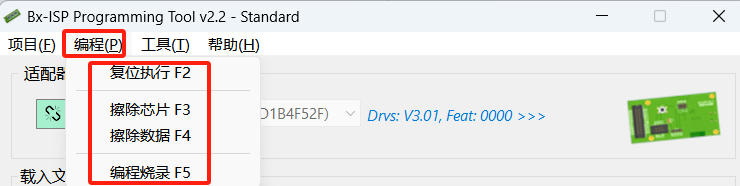 Bx-ISP Programming Tool v2.2 - Standard
项目(F) 编程(P) 工具(T) 帮助(H)
适配器
复位执行 F2
擦除芯片 F3
D1B4F52F) Drvs: V3.01, Feat: 0000 >>>
擦除数据 F4
编程烧录 F5
载入文